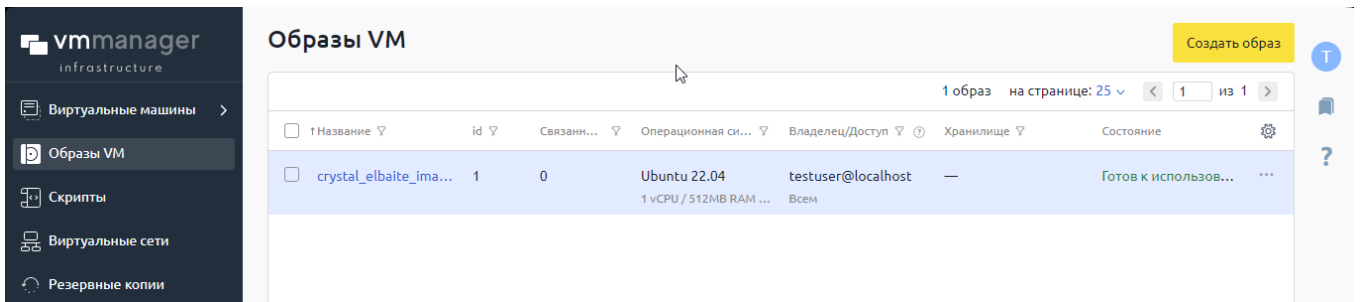 vmmanager
infrastructure
Виртуальные машины
Образы VM
Скрипты
Виртуальные сети
Резервные копии
Образы VM
Создать образ
1 образ на странице: 25 1 из 1
↑Название id Связанн... Операционная си... Владелец/Доступ ? Хранилище Состояние
crystal_elbaite_ima... 1 0 Ubuntu 22.04 testuser@localhost — Готов к использов... ...
1 vCPU / 512MB RAM ... Всем
T
?